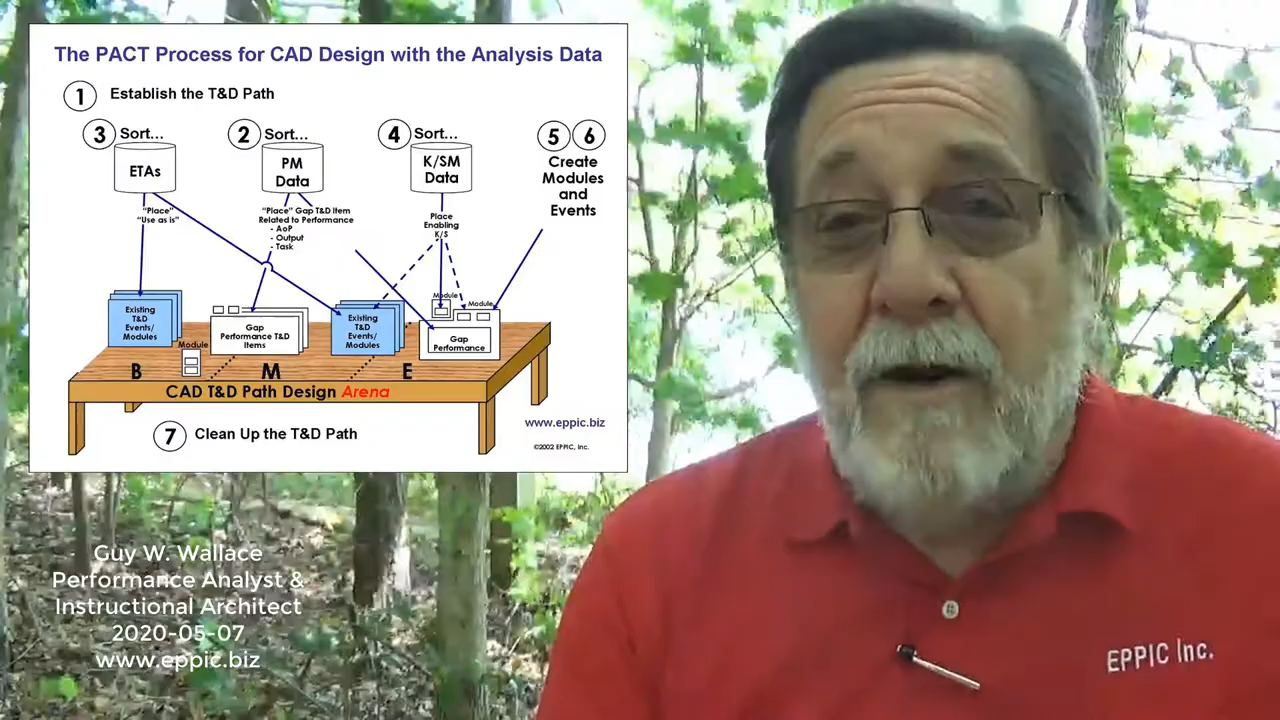 The PACT Process for CAD Design with the Analysis Data
1 Establish the T&D Path
3 Sort...
2 Sort...
4 Sort...
5 6
ETAs
PM
Data
K/SM
Data
Create
Modules
and
Events
"Place"
"Use as is"
"Place" Gap T&D Item
Related to Performance
- AoP
- Output
- Task
Place
Enabling
K/S
Existing
T&D
Events/
Modules
Module
Gap
Performance T&D
Items
Existing
T&D
Events/
Modules
Module
Module
Gap
Performance
B
M
E
CAD T&D Path Design Arena
7 Clean Up the T&D Path
www.eppic.biz
©2002 EPPIC, Inc.
Guy W. Wallace
Performance Analyst &
Instructional Architect
2020-05-07
www.eppic.biz
EPPIC Inc.